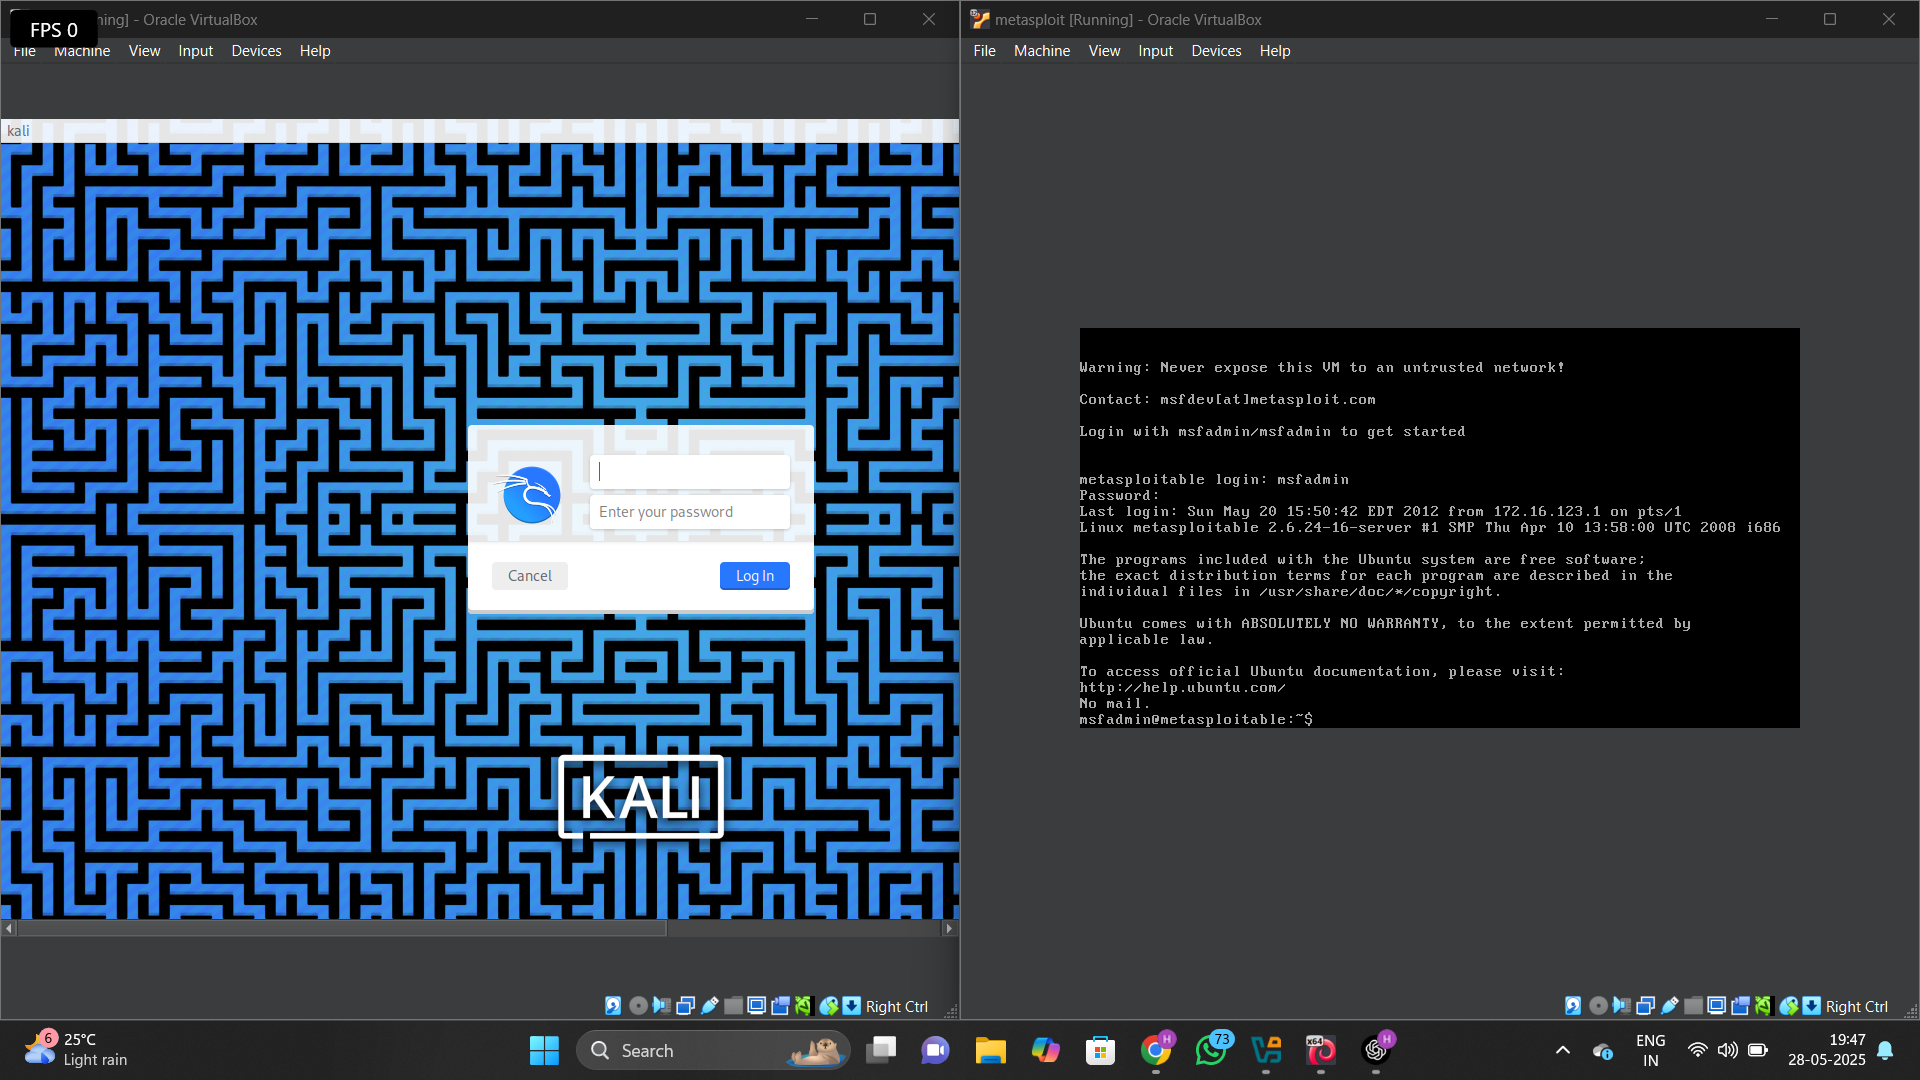 FPS 0
ning] - Oracle VirtualBox
File Machine View Input Devices Help
kali
Enter your password
Cancel
Log In
KALI
Right Ctrl
metasploit [Running] - Oracle VirtualBox
File Machine View Input Devices Help
Warning: Never expose this VM to an untrusted network!
Contact: msfdev[at]metasploit.com
Login with msfadmin/msfadmin to get started
metasploitable login: msfadmin
Password:
Last login: Sun May 20 15:50:42 EDT 2012 from 172.16.123.1 on pts/1
Linux metasploitable 2.6.24-16-server #1 SMP Thu Apr 10 13:58:00 UTC 2008 i686
The programs included with the Ubuntu system are free software;
the exact distribution terms for each program are described in the
individual files in /usr/share/doc/*/copyright.
Ubuntu comes with ABSOLUTELY NO WARRANTY, to the extent permitted by
applicable law.
To access official Ubuntu documentation, please visit:
http://help.ubuntu.com/
No mail.
msfadmin@metasploitable:~$
Right Ctrl
6
25°C
Light rain
Search
H
73
x64
H
ENG
IN
19:47
28-05-2025